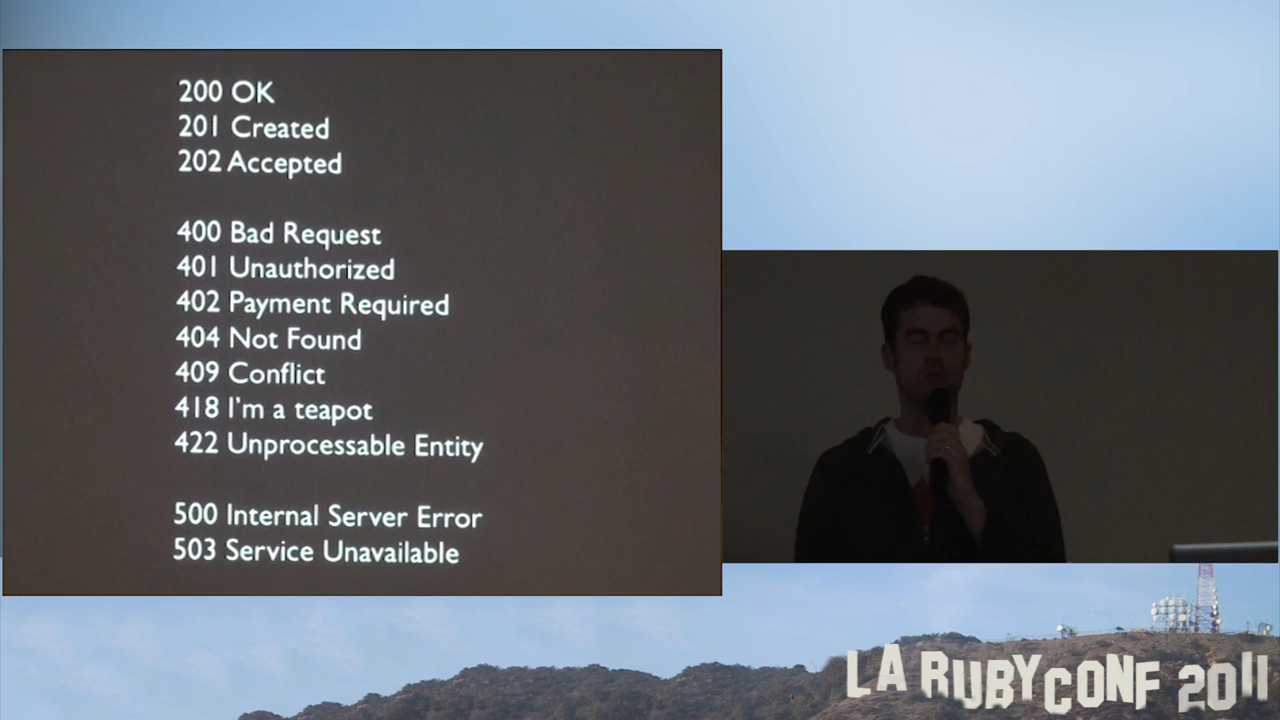 200 OK
201 Created
202 Accepted
400 Bad Request
401 Unauthorized
402 Payment Required
404 Not Found
409 Conflict
418 I'm a teapot
422 Unprocessable Entity
500 Internal Server Error
503 Service Unavailable
LA RUBYCONF 2011